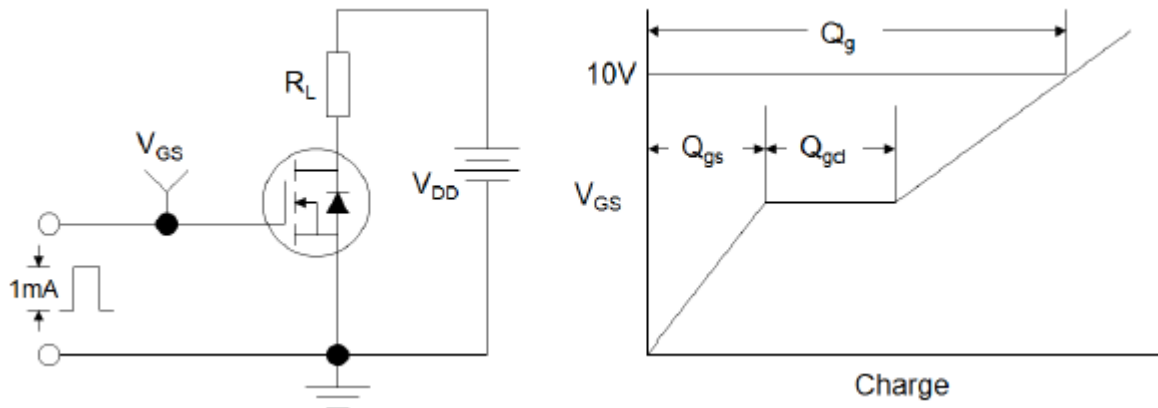 R_L
V_GS
V_DD
1mA
Q_g
10V
Q_gs
Q_gd
V_GS
Charge